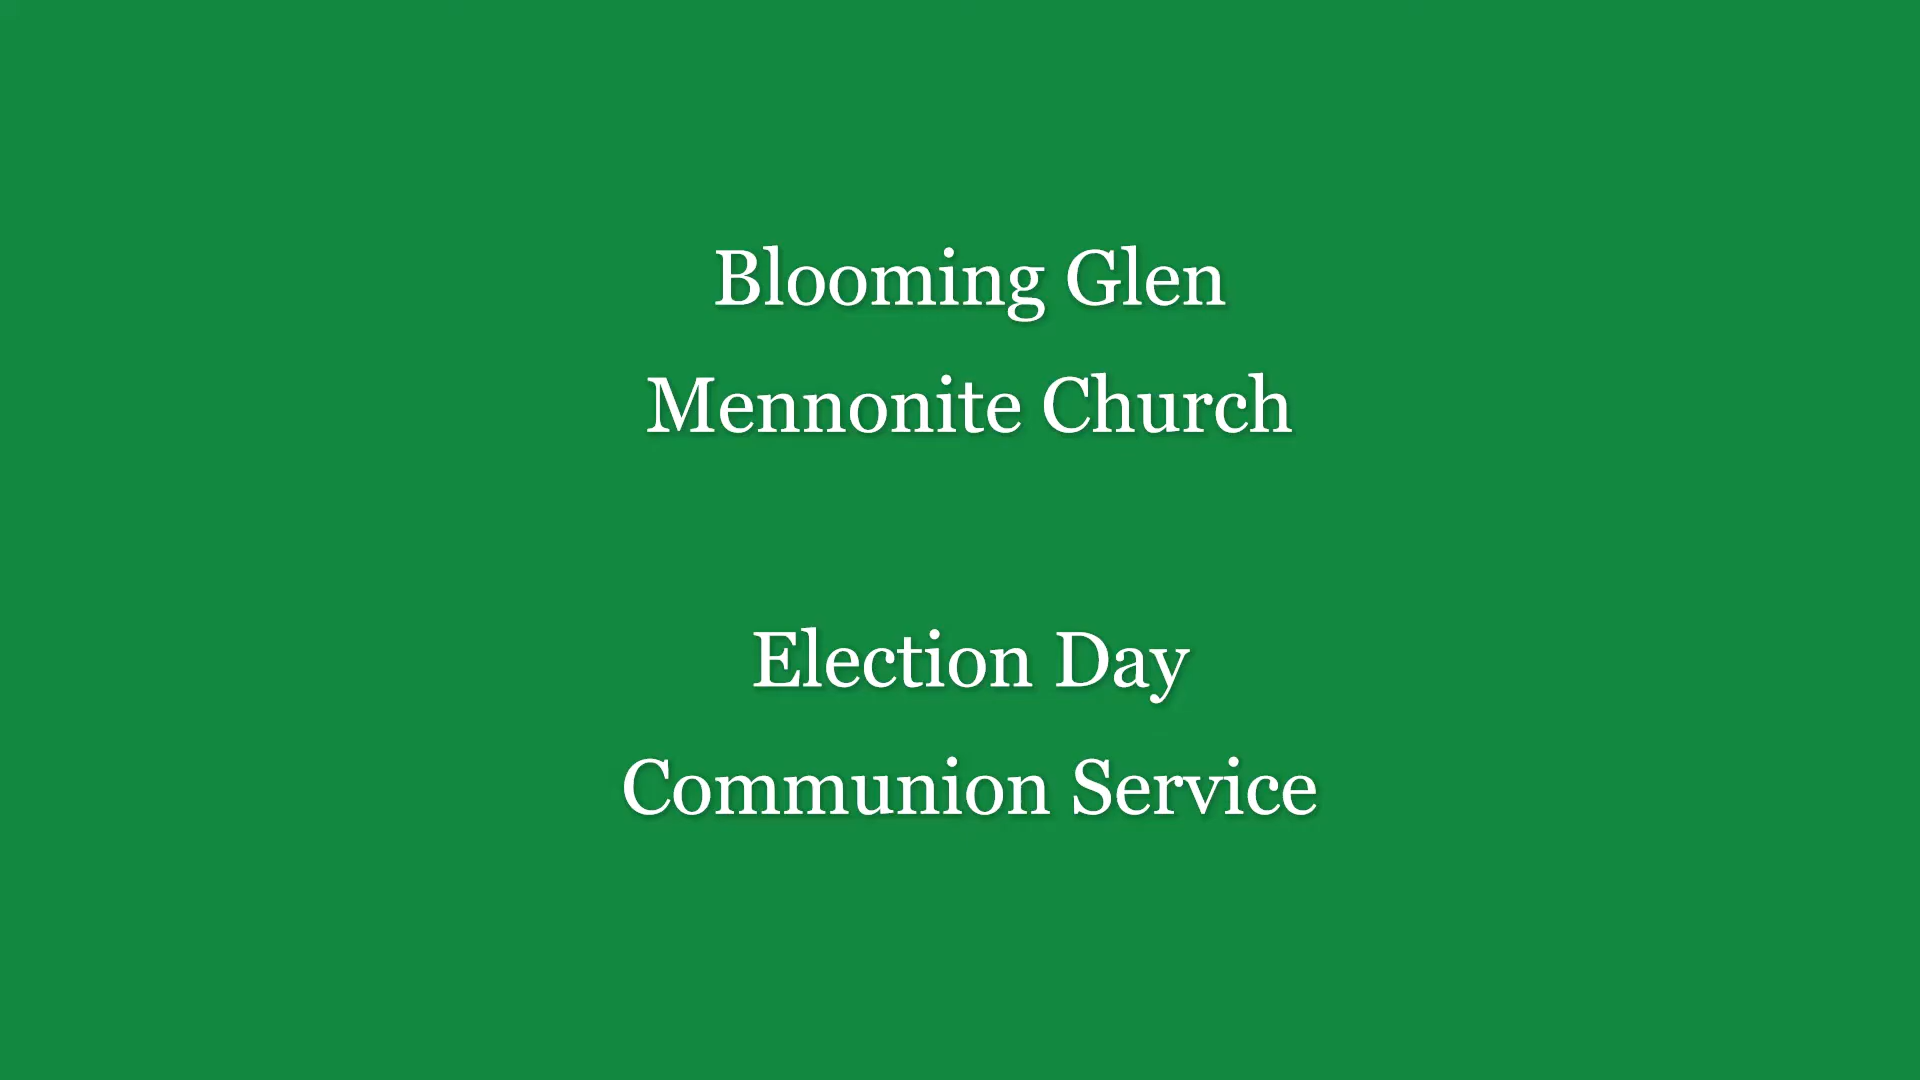 Blooming Glen
Mennonite Church
Election Day
Communion Service